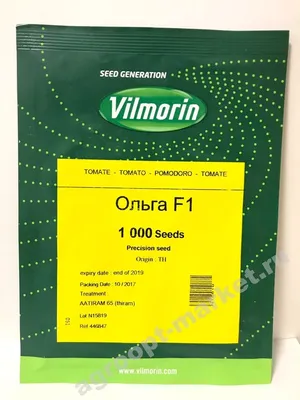 SEED GENERATION
Vilmorin
TOMATE - TOMATO - POMODORO - TOMATE
Ольга F1
1 000 Seeds
Precision seed
Origin : TH
expiry date : end of 2019
Packing Date : 10 / 2017
Treatment :
AATIRAM 65 (thiram)
Lot N15819
Réf 446847
www.vilmorin.com
agroopt-market.ru